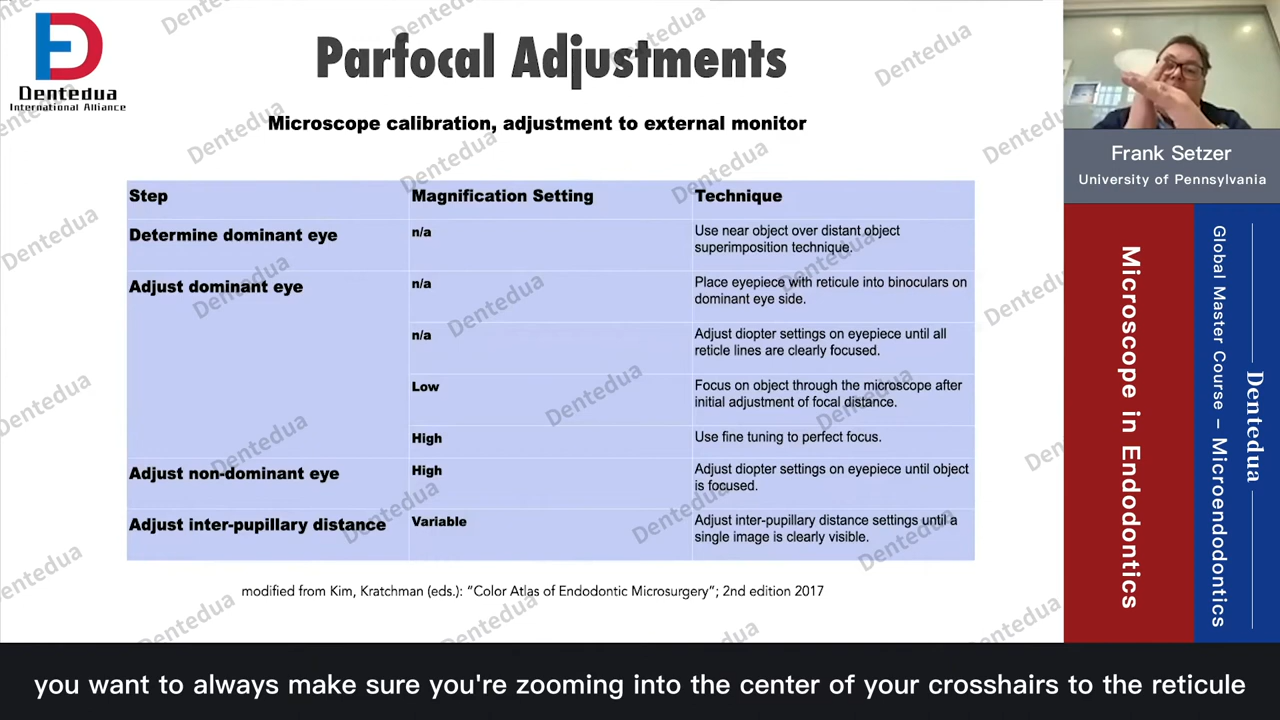 Dentedua
International Alliance
Parfocal Adjustments
Microscope calibration, adjustment to external monitor
Step Magnification Setting Technique
Determine dominant eye n/a Use near object over distant object
superimposition technique.
Adjust dominant eye n/a Place eyepiece with reticule into binoculars on
dominant eye side.
n/a Adjust diopter settings on eyepiece until all
reticle lines are clearly focused.
Low Focus on object through the microscope after
initial adjustment of focal distance.
High Use fine tuning to perfect focus.
Adjust non-dominant eye High Adjust diopter settings on eyepiece until object
is focused.
Adjust inter-pupillary distance Variable Adjust inter-pupillary distance settings until a
single image is clearly visible.
modified from Kim, Kratchman (eds.): “Color Atlas of Endodontic Microsurgery”; 2nd edition 2017
Frank Setzer
University of Pennsylvania
Microscope in Endodontics
Global Master Course – Microendodontics
Dentedua
you want to always make sure you're zooming into the center of your crosshairs to the reticule